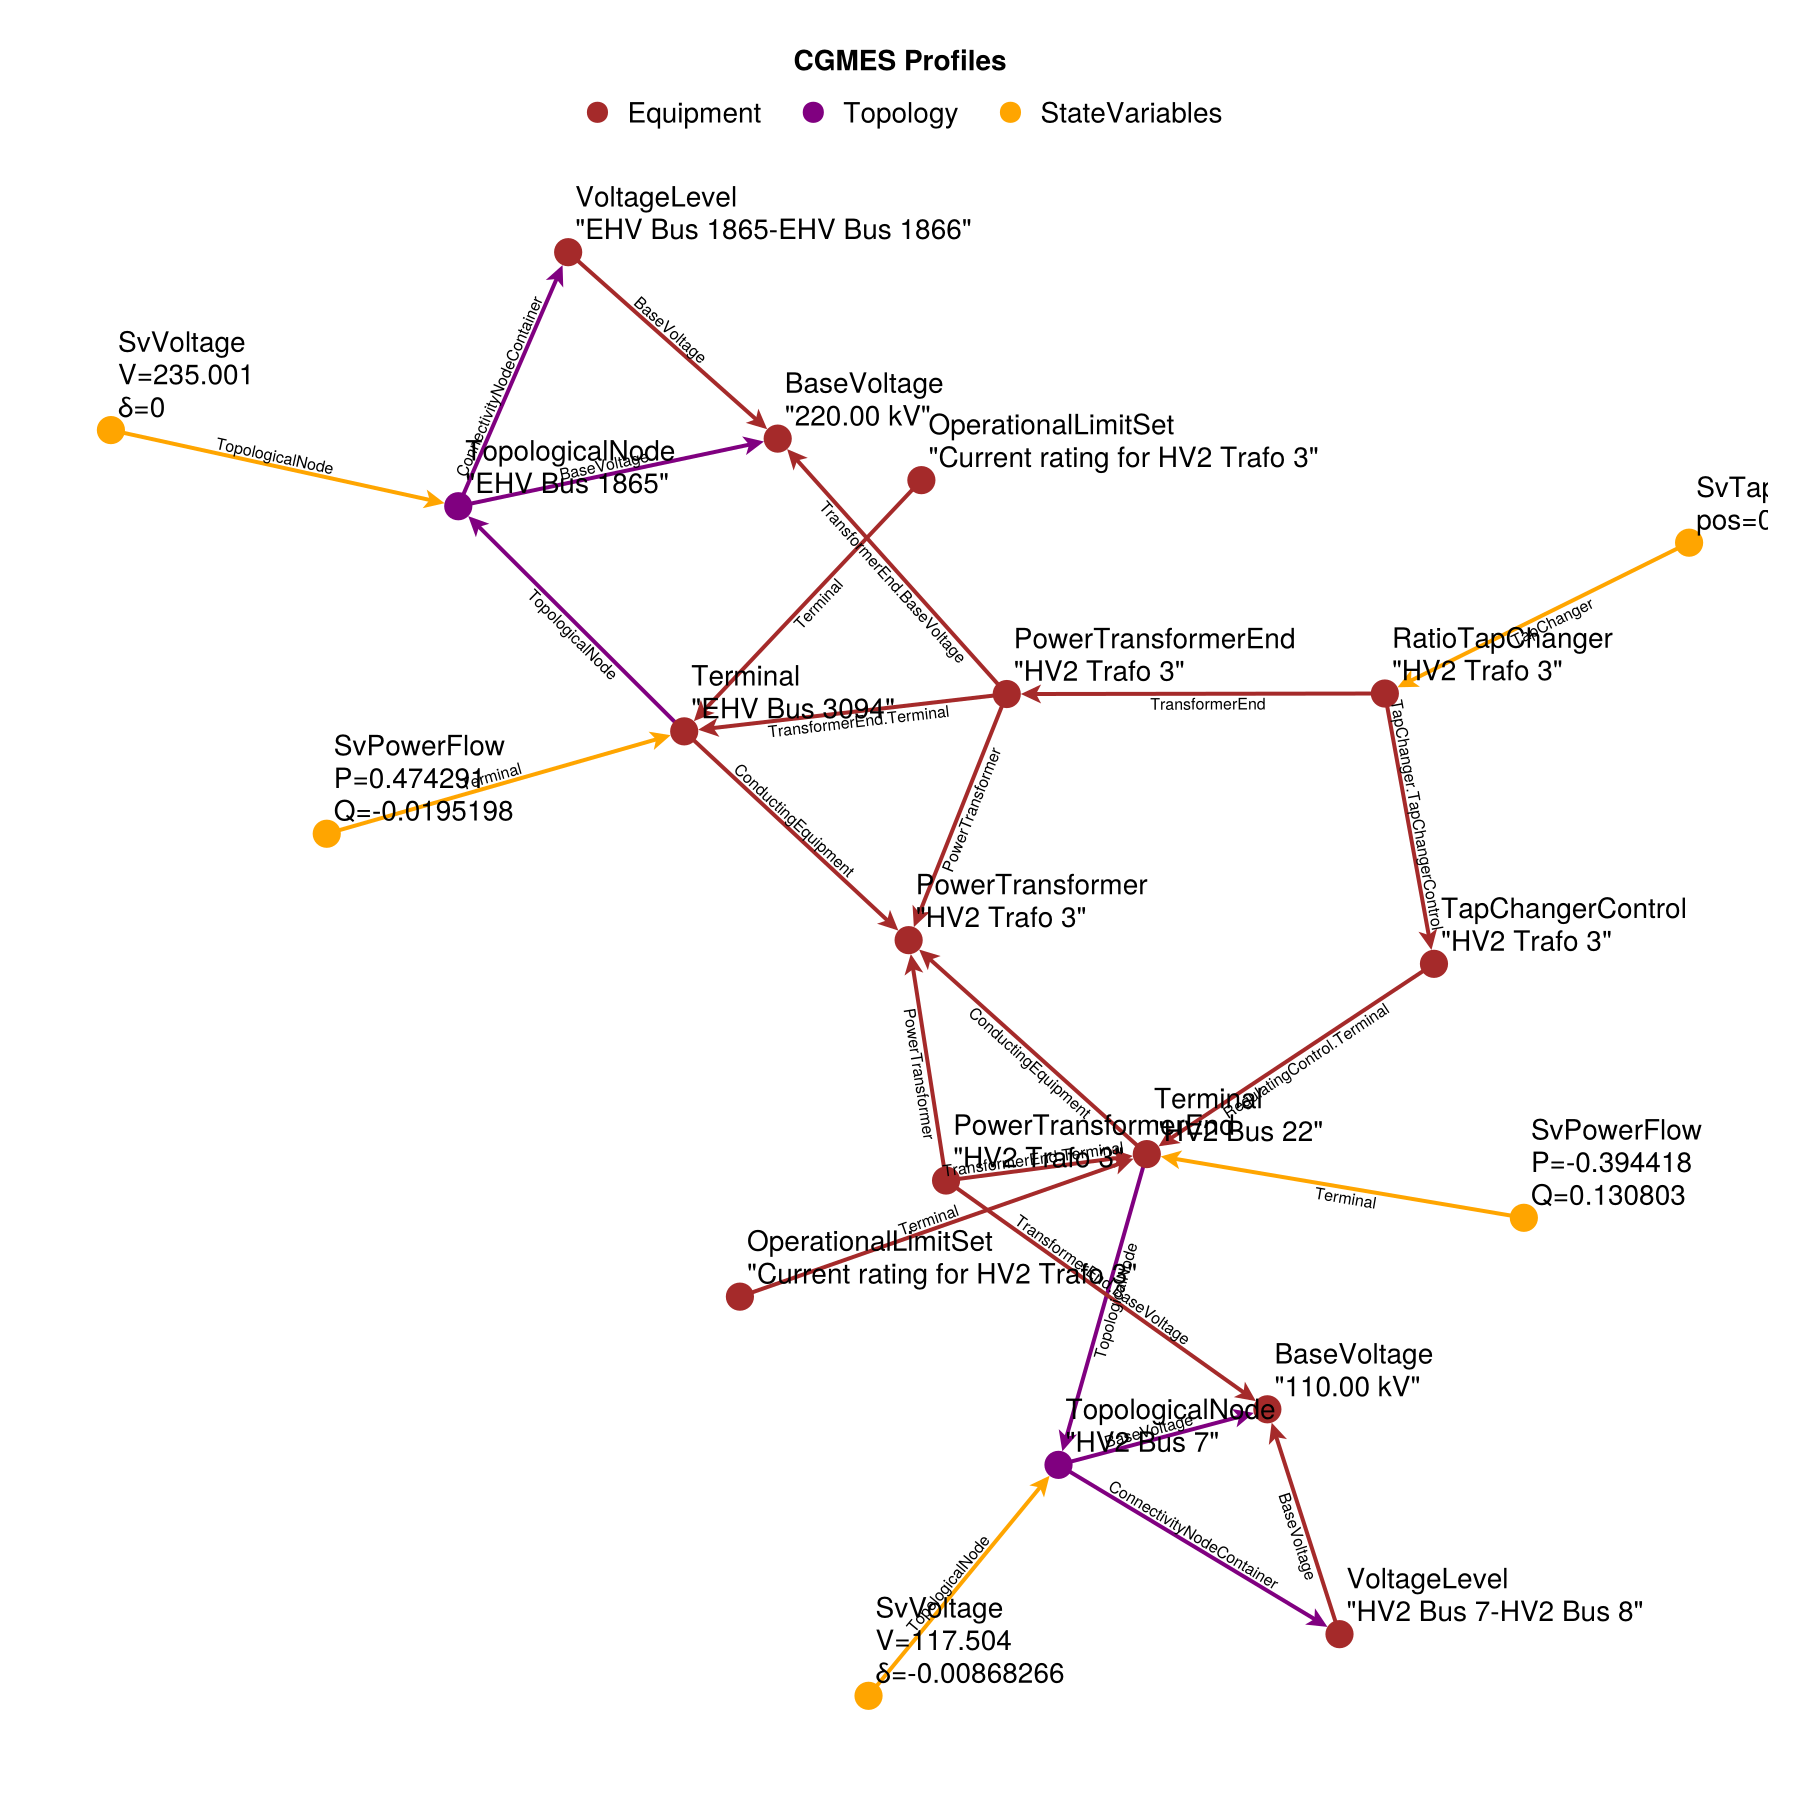 CGMES Profiles
Equipment
Topology
StateVariables
VoltageLevel
"EHV Bus 1865-EHV Bus 1866"
ConnectivityNodeContainer
BaseVoltage
SvVoltage
V=235.001
δ=0
TopologicalNode
BaseVoltage
"220.00 kV"
OperationalLimitSet
"Current rating for HV2 Trafo 3"
TopologicalNode
"EHV Bus 1865"
BaseVoltage
SvTap
pos=0
TransformerEnd.BaseVoltage
Terminal
TopologicalNode
TapChanger
PowerTransformerEnd
"HV2 Trafo 3"
RatioTapChanger
"HV2 Trafo 3"
Terminal
"EHV Bus 3094"
TransformerEnd
TransformerEnd.Terminal
SvPowerFlow
P=0.474291
Q=-0.0195198
Terminal
ConductingEquipment
PowerTransformer
TapChanger.TapChangerControl
PowerTransformer
"HV2 Trafo 3"
TapChangerControl
"HV2 Trafo 3"
PowerTransformer
ConductingEquipment
RegulatingControl.Terminal
Terminal
"HV2 Bus 22"
PowerTransformerEnd
"HV2 Trafo 3"
TransformerEnd.Terminal
SvPowerFlow
P=-0.394418
Q=0.130803
Terminal
Terminal
OperationalLimitSet
"Current rating for HV2 Trafo 3"
TransformerEnd.BaseVoltage
TopologicalNode
BaseVoltage
"110.00 kV"
TopologicalNode
"HV2 Bus 7"
BaseVoltage
ConnectivityNodeContainer
BaseVoltage
TopologicalNode
VoltageLevel
"HV2 Bus 7-HV2 Bus 8"
SvVoltage
V=117.504
δ=-0.00868266